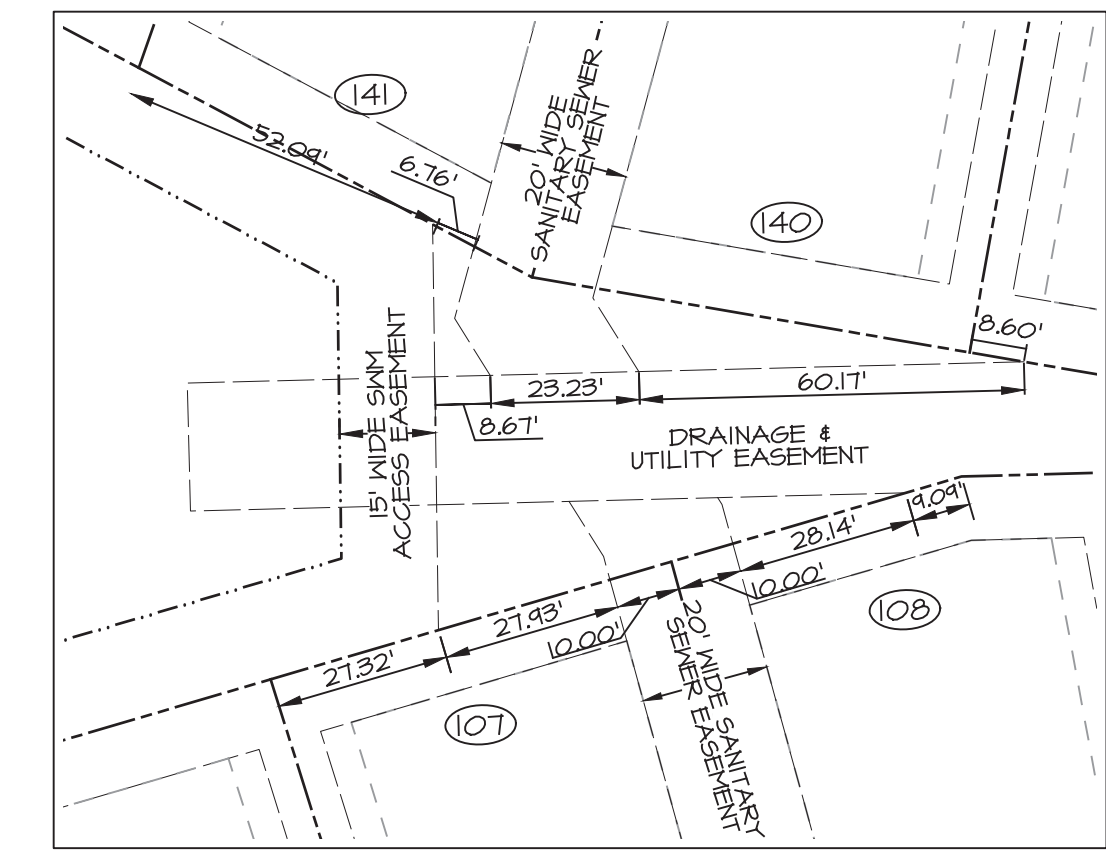 141
52.09'
6.76'
20' WIDE
SANITARY SEWER
EASEMENT
140
8.60'
15' WIDE SWM
ACCESS EASEMENT
23.23'
60.17'
8.67'
DRAINAGE &
UTILITY EASEMENT
9.09'
28.14'
10.00'
27.93'
10.00'
27.32'
20' WIDE SANITARY
SEWER EASEMENT
108
107